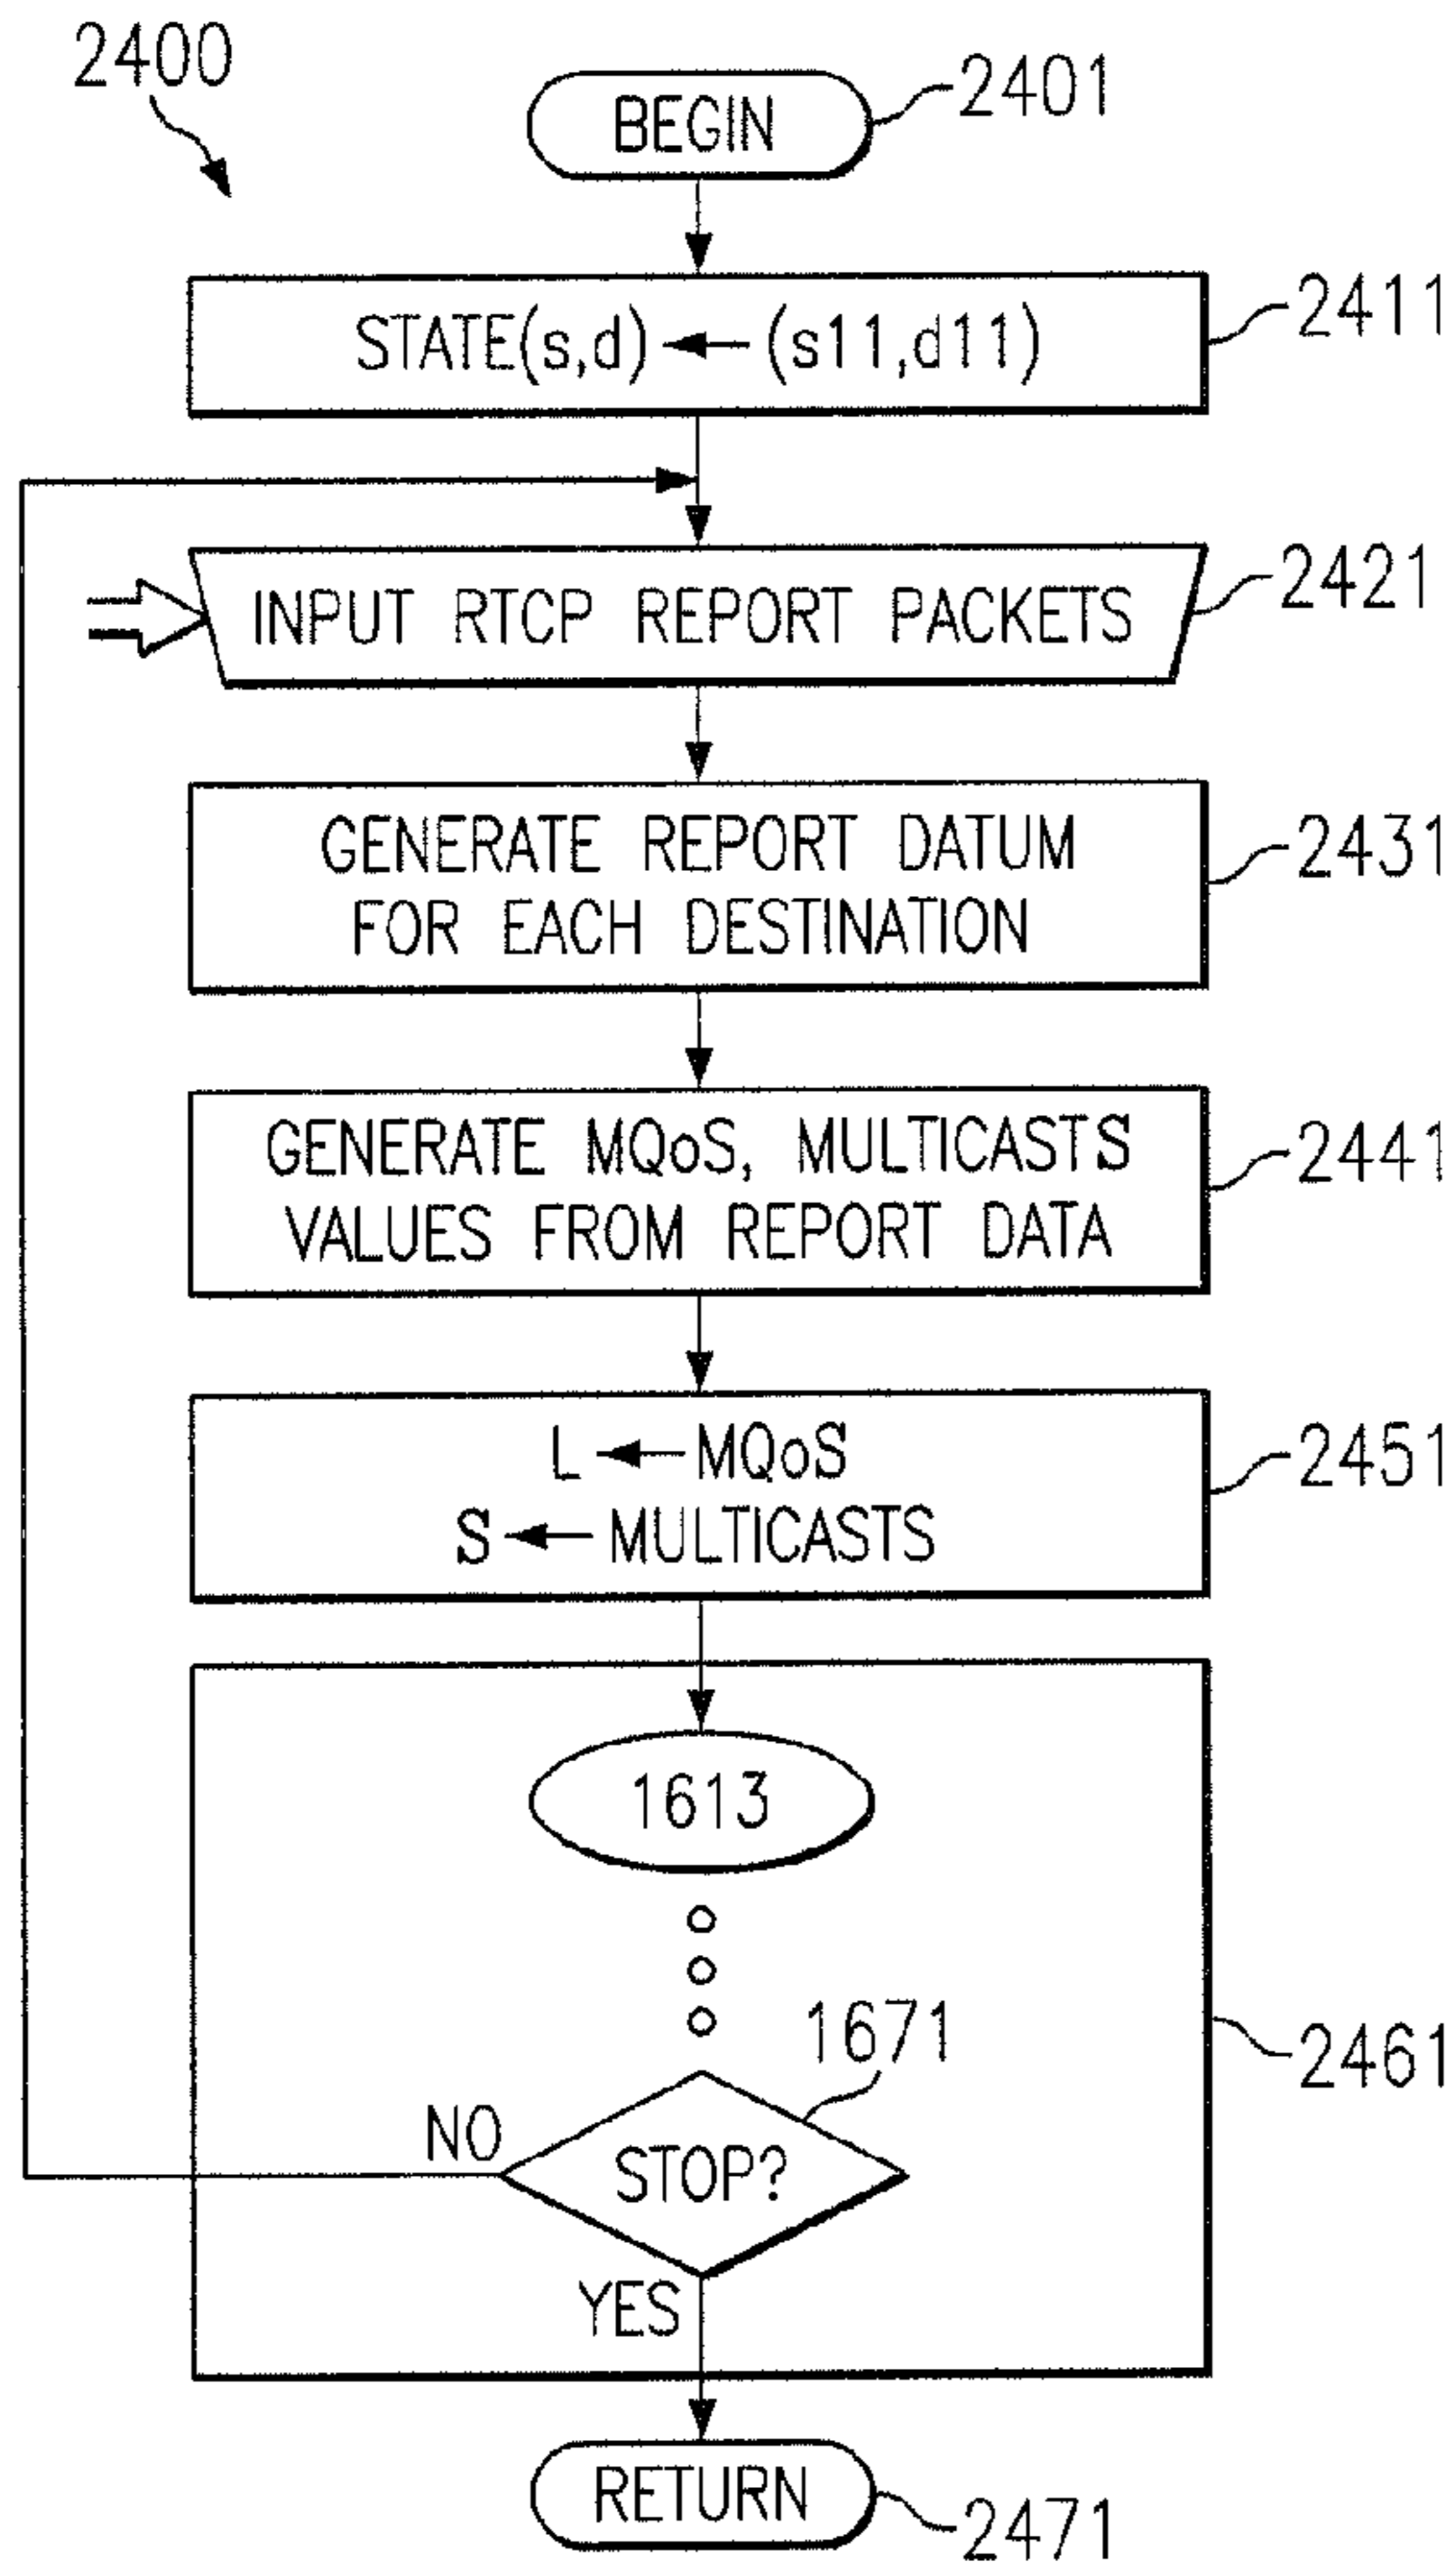 2400
BEGIN
2401
STATE(s,d) ← (s11,d11)
2411
INPUT RTCP REPORT PACKETS
2421
GENERATE REPORT DATUM
FOR EACH DESTINATION
2431
GENERATE MQoS, MULTICASTS
VALUES FROM REPORT DATA
2441
L ← MQoS
S ← MULTICASTS
2451
1613
1671
2461
NO
STOP?
YES
RETURN
2471